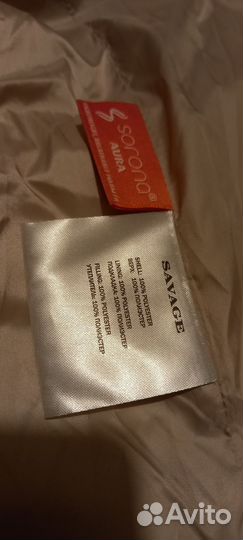 sorona
AURA
SAVAGE
SHELL: 100% POLYESTER
ВЕРХ: 100% ПОЛИЭСТЕР
LINING: 100% POLYESTER
ПОДКЛАДКА: 100% ПОЛИЭСТЕР
FILLING: 100% POLYESTER
УТЕПЛИТЕЛЬ: 100% ПОЛИЭСТЕР
Avito